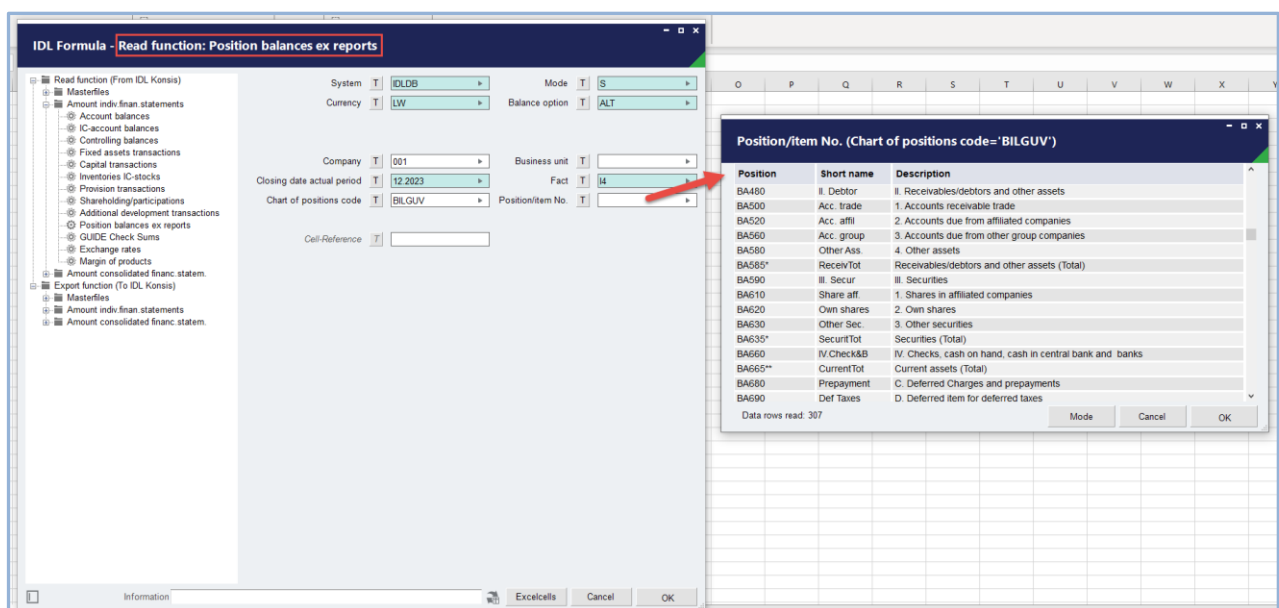 IDL Formula - Read function: Position balances ex reports
Read function (From IDL Konsis)
Masterfiles
Amount indiv.finan.statements
Account balances
IC-account balances
Controlling balances
Fixed assets transactions
Capital transactions
Inventories IC-stocks
Provision transactions
Shareholding/participations
Additional development transactions
Position balances ex reports
GUIDE Check Sums
Exchange rates
Margin of products
Amount consolidated financ.statem.
Export function (To IDL Konsis)
Masterfiles
Amount indiv.finan.statements
Amount consolidated financ.statem.
System T IDLDB Mode T S
Currency T LW Balance option T ALT
Company T 001 Business unit T
Closing date actual period T 12.2023 Fact T I4
Chart of positions code T BILGUV Position/item No. T
Cell-Reference T
Information Excelcells Cancel OK
O P Q R S T U V W X Y
Position/item No. (Chart of positions code='BILGUV')
Position Short name Description
BA480 II. Debtor II. Receivables/debtors and other assets
BA500 Acc. trade 1. Accounts receivable trade
BA520 Acc. affil 2. Accounts due from affiliated companies
BA560 Acc. group 3. Accounts due from other group companies
BA580 Other Ass. 4. Other assets
BA585* ReceivTot Receivables/debtors and other assets (Total)
BA590 III. Secur III. Securities
BA610 Share aff. 1. Shares in affiliated companies
BA620 Own shares 2. Own shares
BA630 Other Sec. 3. Other securities
BA635* SecuritTot Securities (Total)
BA660 IV.Check&B IV. Checks, cash on hand, cash in central bank and banks
BA665** CurrentTot Current assets (Total)
BA680 Prepayment C. Deferred Charges and prepayments
BA690 Def Taxes D. Deferred item for deferred taxes
Data rows read: 307 Mode Cancel OK